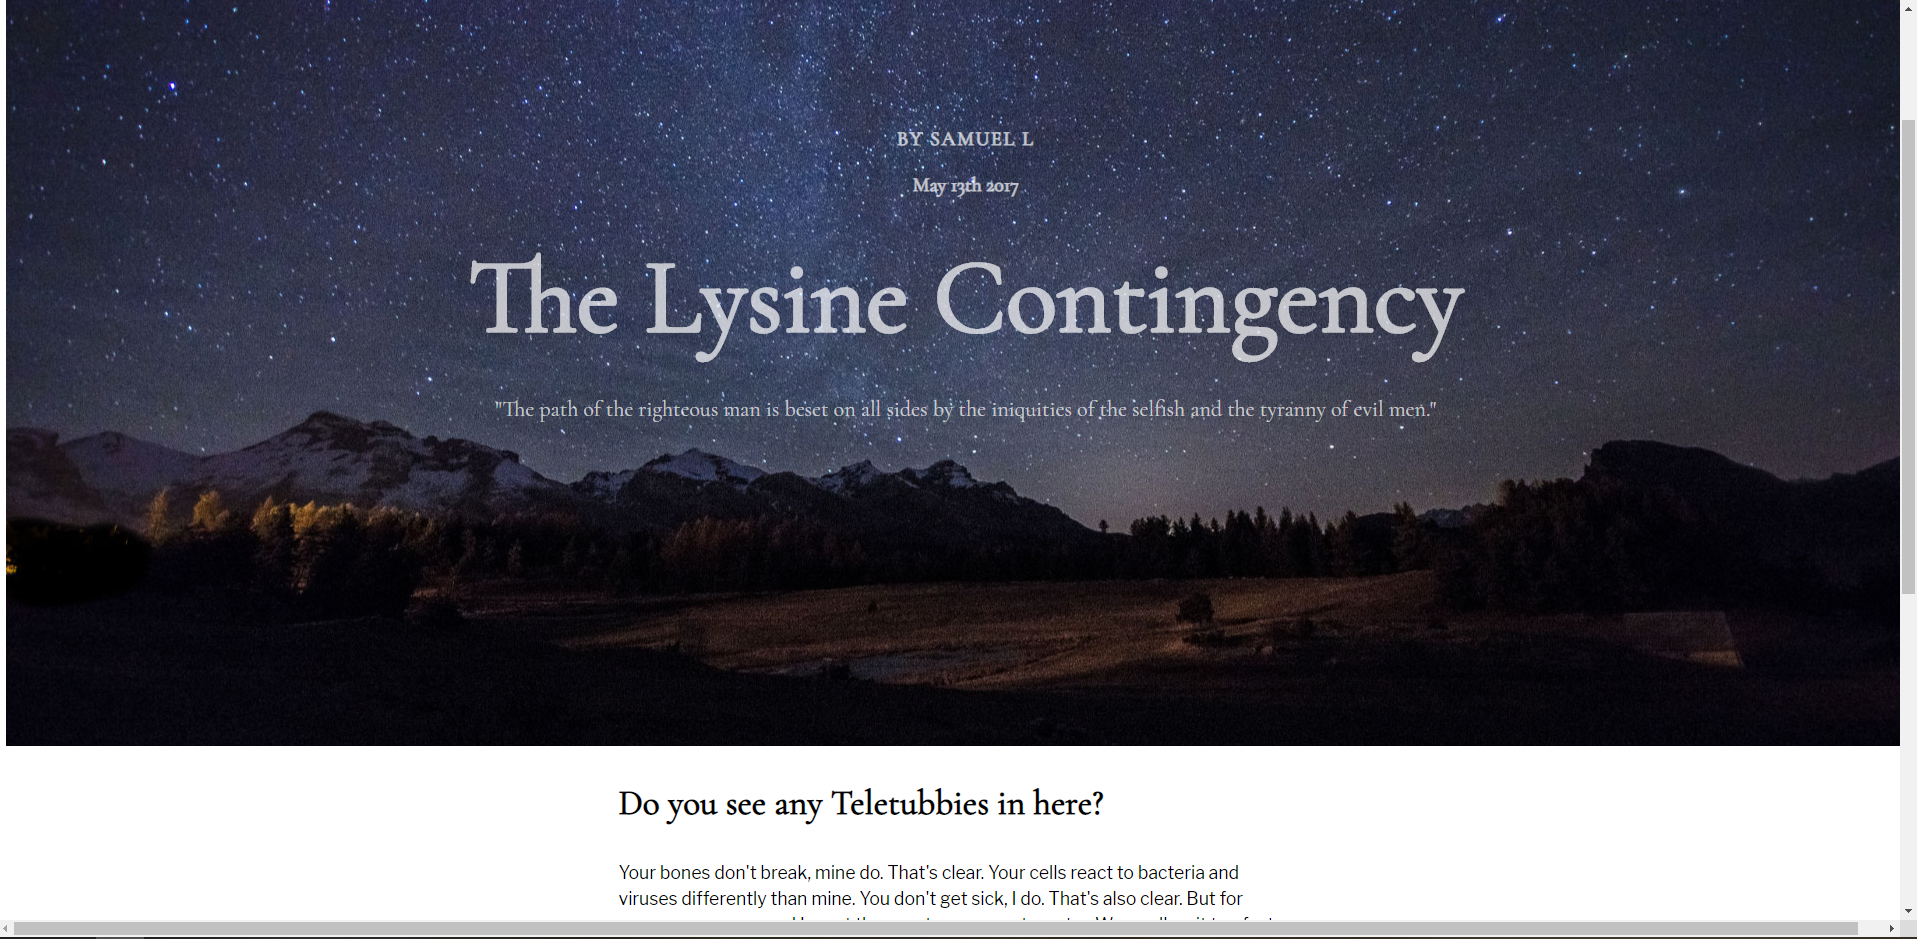 BY SAMUEL L
May 13th 2017
The Lysine Contingency
"The path of the righteous man is beset on all sides by the iniquities of the selfish and the tyranny of evil men."
Do you see any Teletubbies in here?
Your bones don't break, mine do. That's clear. Your cells react to bacteria and
viruses differently than mine. You don't get sick, I do. That's also clear. But for